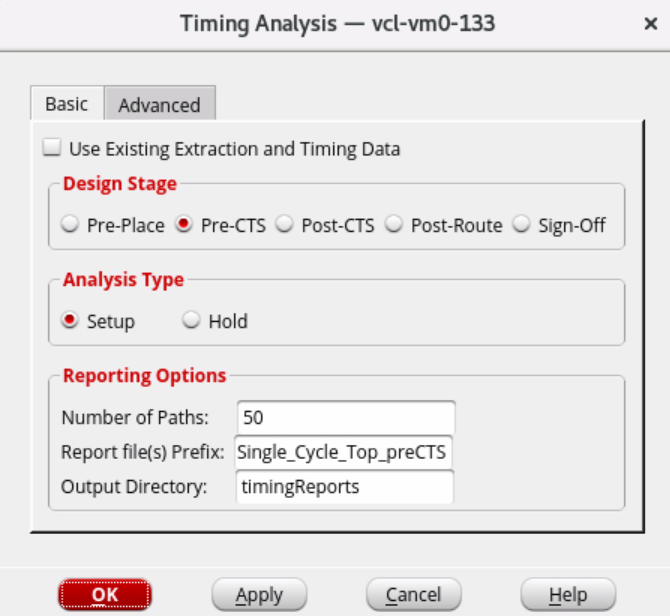 Timing Analysis — vcl-vm0-133 ×
Basic Advanced
Use Existing Extraction and Timing Data
Design Stage
Pre-Place Pre-CTS Post-CTS Post-Route Sign-Off
Analysis Type
Setup Hold
Reporting Options
Number of Paths: 50
Report file(s) Prefix: Single_Cycle_Top_preCTS
Output Directory: timingReports
OK Apply Cancel Help